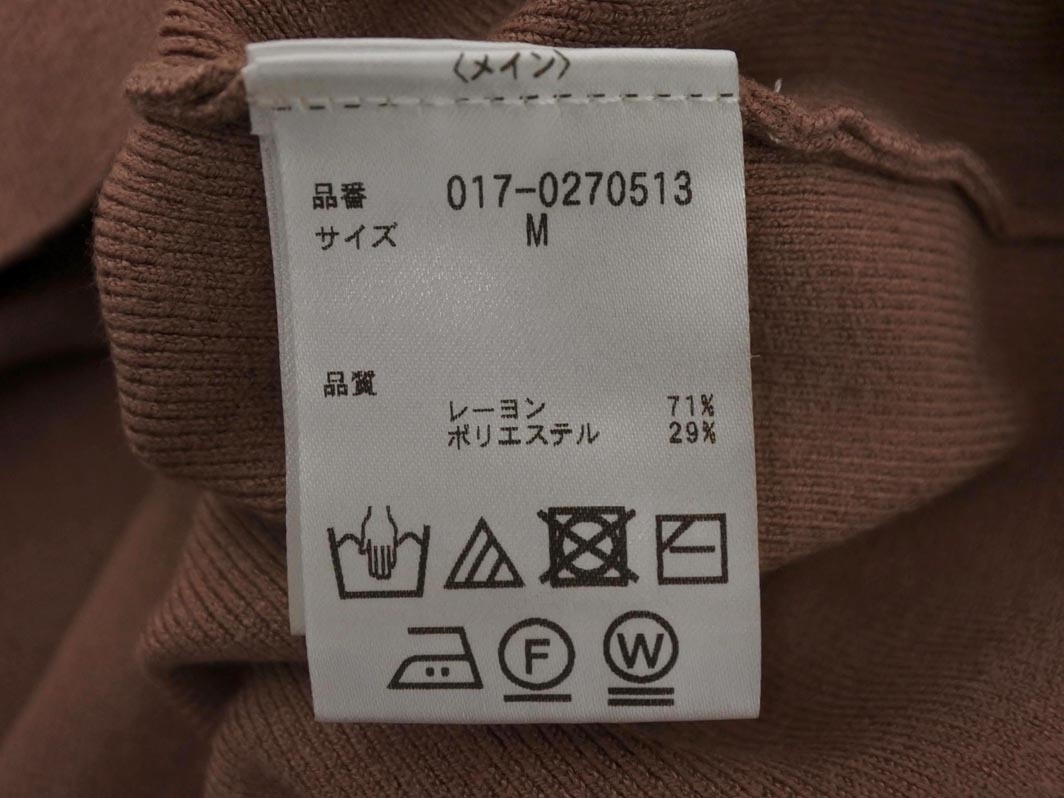 〈メイン〉
品番 017-0270513
サイズ M
品質
レーヨン 71%
ポリエステル 29%
F W